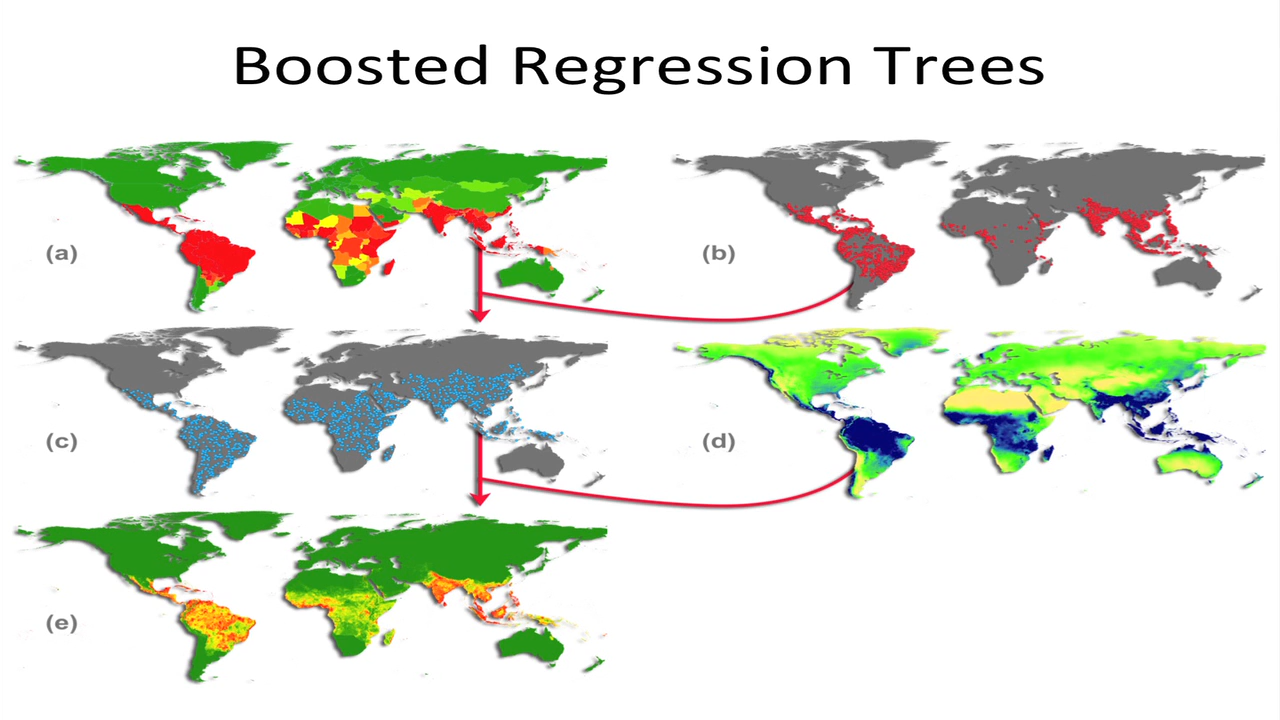 Boosted Regression Trees
(a)
(b)
(c)
(d)
(e)